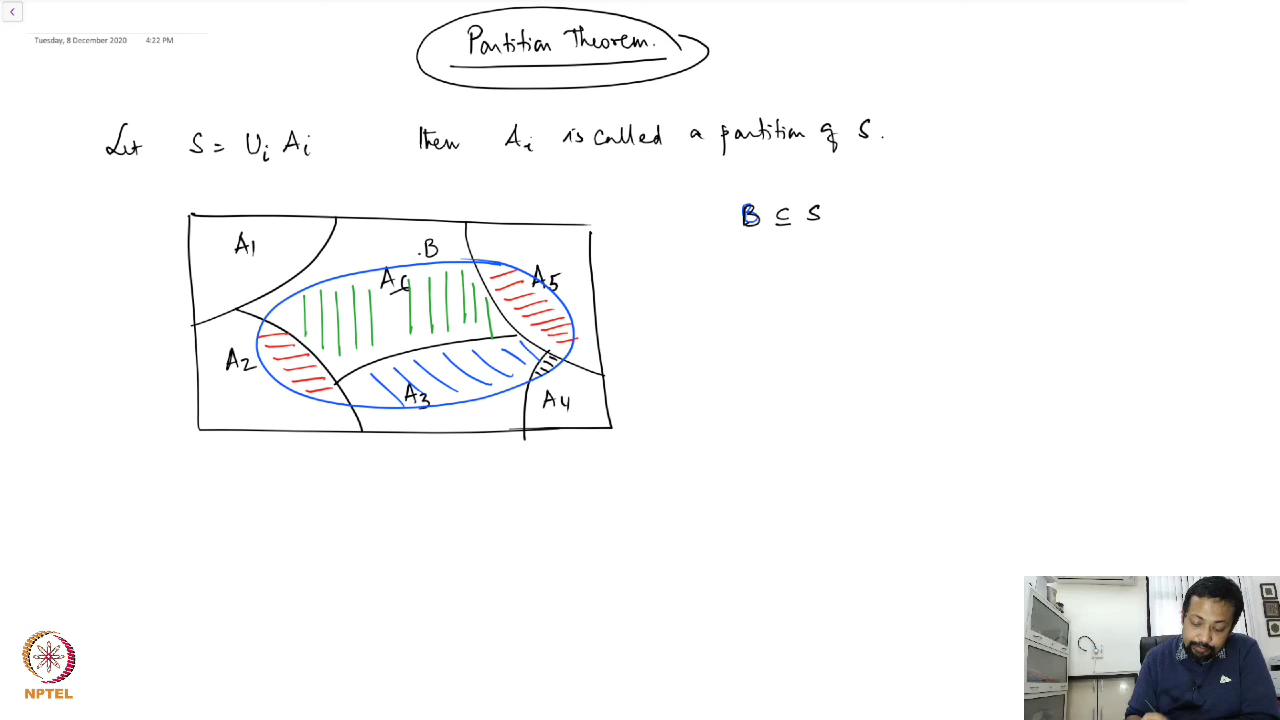 Tuesday, 8 December 2020 4:22 PM
Partition Theorem.
Let S = ∪i Ai then Ai is called a partition of S.
B ⊆ S
A1
.B
A6
A5
A2
A3
A4
NPTEL